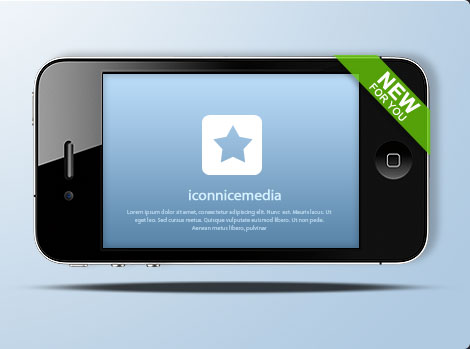 NEW
FOR YOU
iconnicemedia
Lorem ipsum dolor sit amet, consectetur adipiscing elit. Nunc est. Mauris lacus. Ut
eget leo. Sed cursus metus. Quisque vulputate euismod libero. Ut non pede.
Aenean metus libero, pulvinar